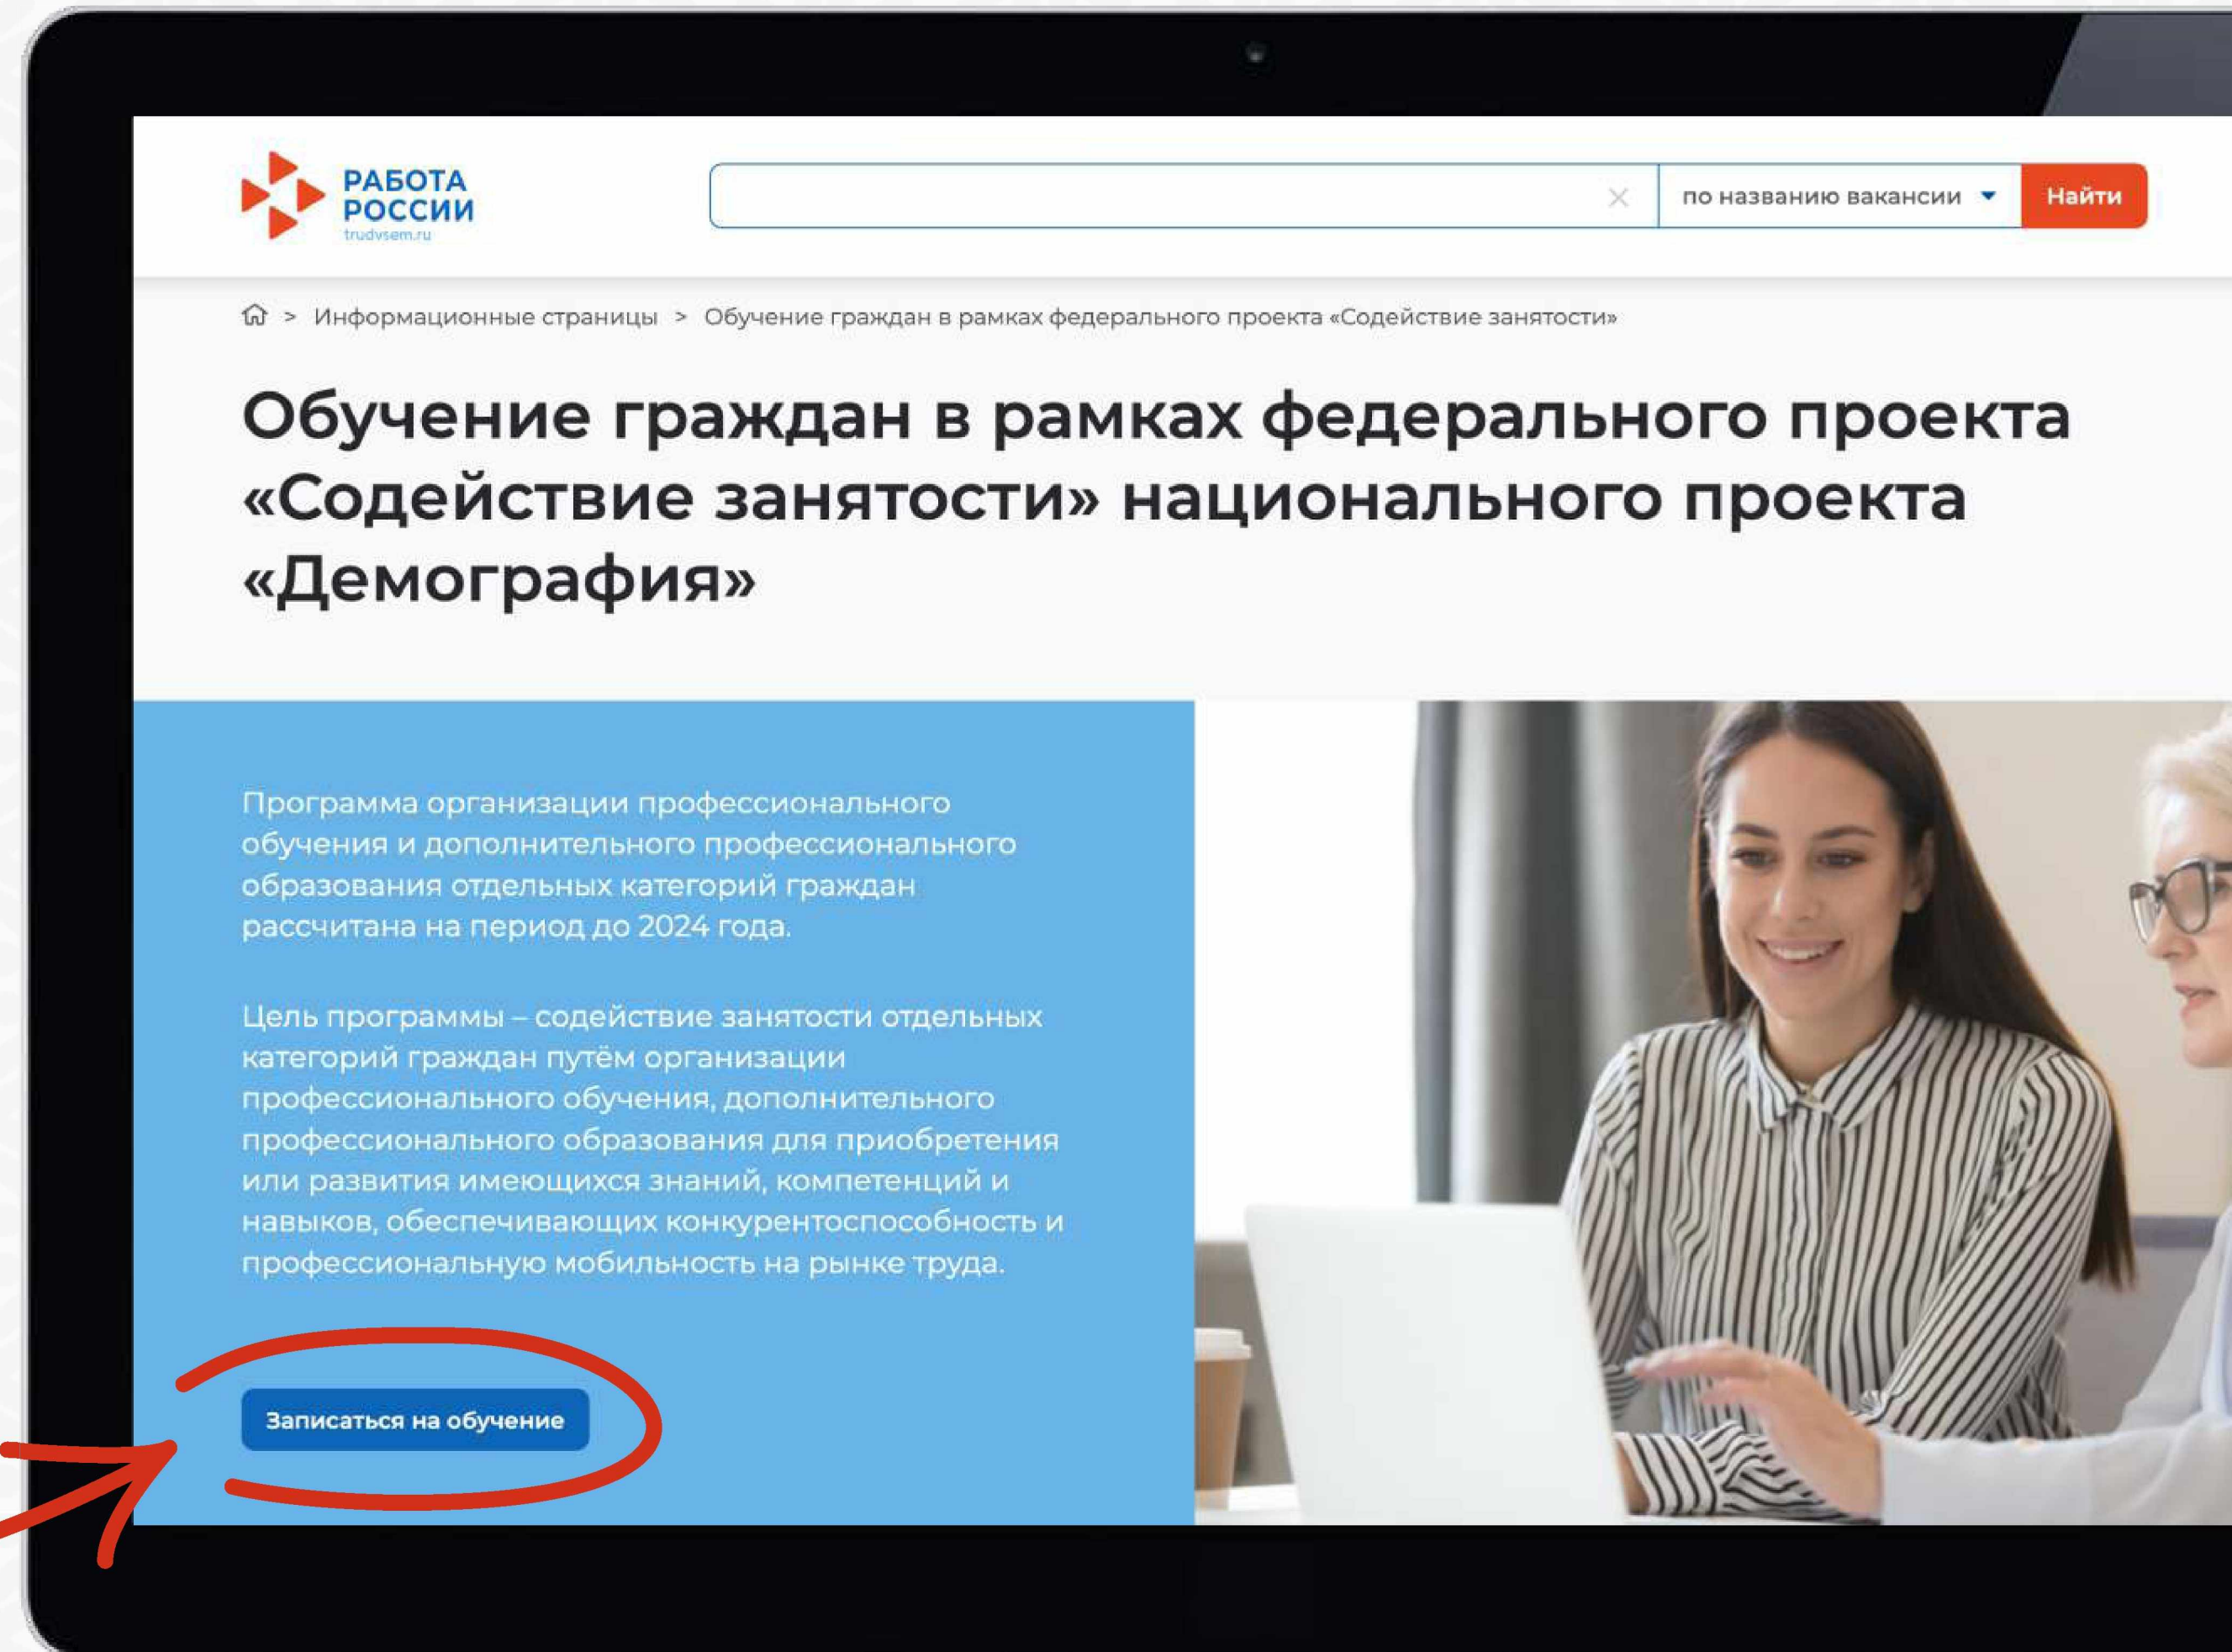 РАБОТА
РОССИИ
trudvsem.ru
по названию вакансии
Найти
> Информационные страницы > Обучение граждан в рамках федерального проекта «Содействие занятости»
Обучение граждан в рамках федерального проекта
«Содействие занятости» национального проекта
«Демография»
Программа организации профессионального
обучения и дополнительного профессионального
образования отдельных категорий граждан
рассчитана на период до 2024 года.
Цель программы – содействие занятости отдельных
категорий граждан путём организации
профессионального обучения, дополнительного
профессионального образования для приобретения
или развития имеющихся знаний, компетенций и
навыков, обеспечивающих конкурентоспособность и
профессиональную мобильность на рынке труда.
Записаться на обучение